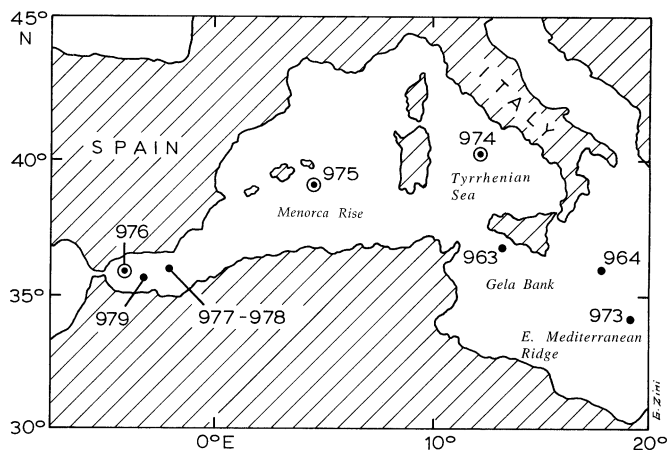 45°
N
ITALY
SPAIN
974
40°
975
Tyrrhenian
Sea
Menorca Rise
976
963
964
Gela Bank
35°
979
977-978
973
E. Mediterranean
Ridge
E. Zini
30°
0°E
10°
20°